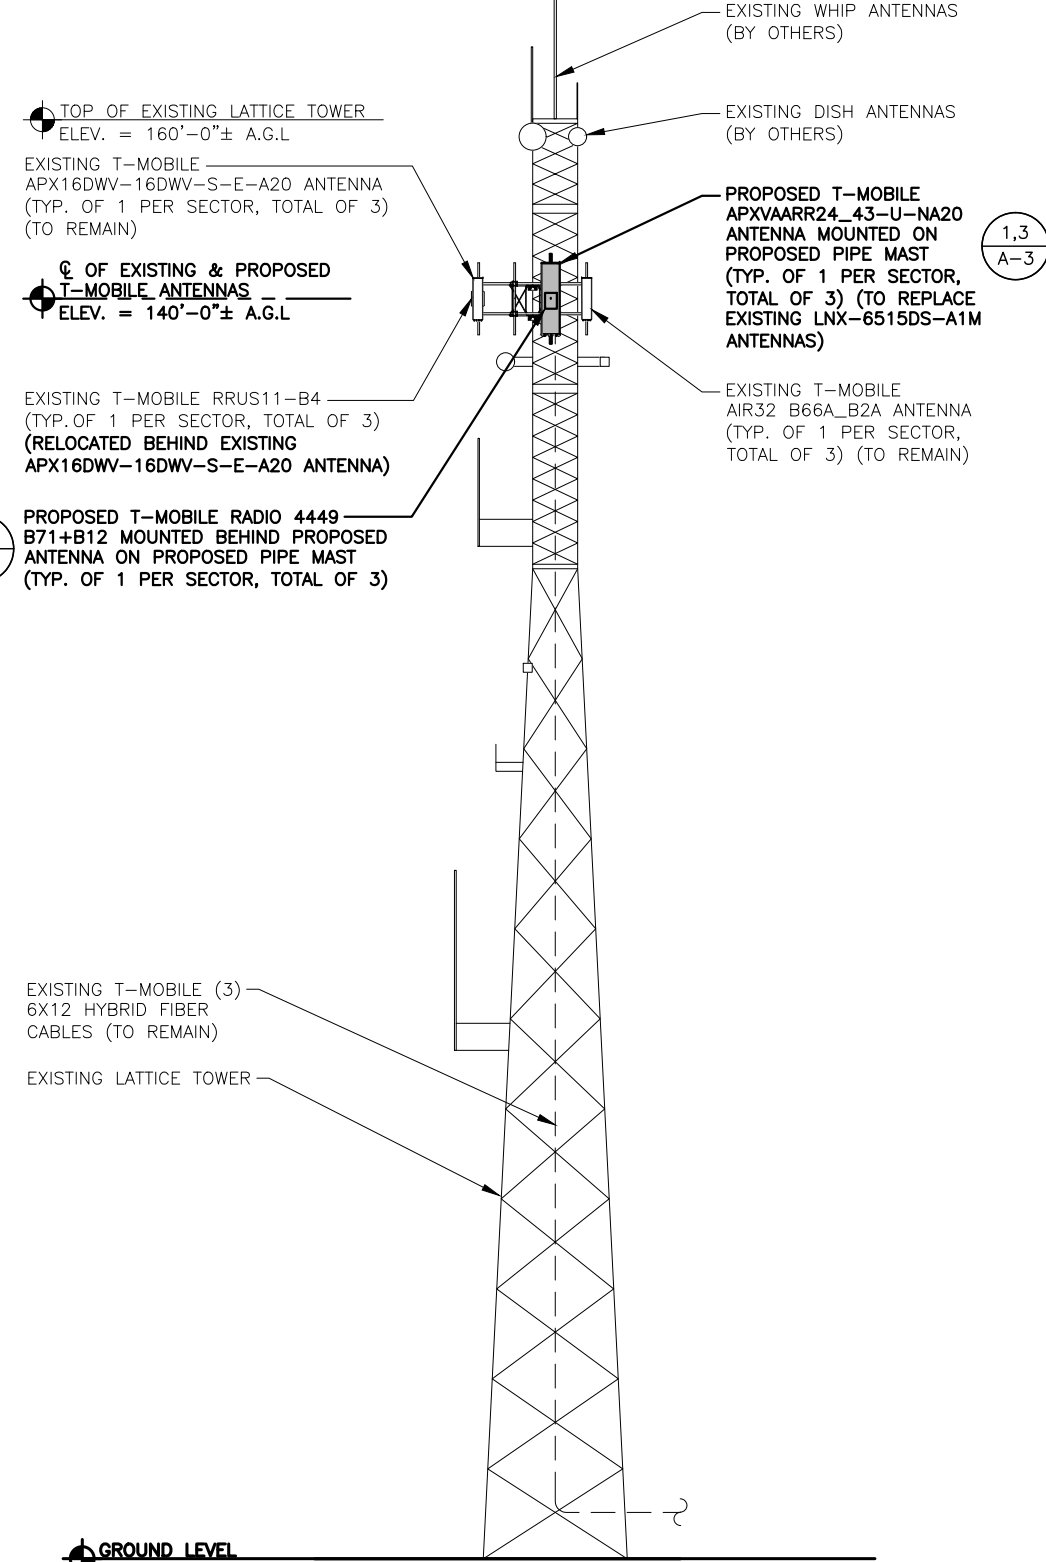 EXISTING WHIP ANTENNAS
(BY OTHERS)
TOP OF EXISTING LATTICE TOWER
ELEV. = 160'-0"± A.G.L
EXISTING DISH ANTENNAS
(BY OTHERS)
EXISTING T-MOBILE
APX16DWV-16DWV-S-E-A20 ANTENNA
(TYP. OF 1 PER SECTOR, TOTAL OF 3)
(TO REMAIN)
PROPOSED T-MOBILE
APXVAARR24_43-U-NA20
ANTENNA MOUNTED ON
PROPOSED PIPE MAST
(TYP. OF 1 PER SECTOR,
TOTAL OF 3) (TO REPLACE
EXISTING LNX-6515DS-A1M
ANTENNAS)
1,3
A-3
℄ OF EXISTING & PROPOSED
T-MOBILE ANTENNAS
ELEV. = 140'-0"± A.G.L
EXISTING T-MOBILE RRUS11-B4
(TYP.OF 1 PER SECTOR, TOTAL OF 3)
(RELOCATED BEHIND EXISTING
APX16DWV-16DWV-S-E-A20 ANTENNA)
EXISTING T-MOBILE
AIR32 B66A_B2A ANTENNA
(TYP. OF 1 PER SECTOR,
TOTAL OF 3) (TO REMAIN)
PROPOSED T-MOBILE RADIO 4449
B71+B12 MOUNTED BEHIND PROPOSED
ANTENNA ON PROPOSED PIPE MAST
(TYP. OF 1 PER SECTOR, TOTAL OF 3)
EXISTING T-MOBILE (3)
6X12 HYBRID FIBER
CABLES (TO REMAIN)
EXISTING LATTICE TOWER
GROUND LEVEL